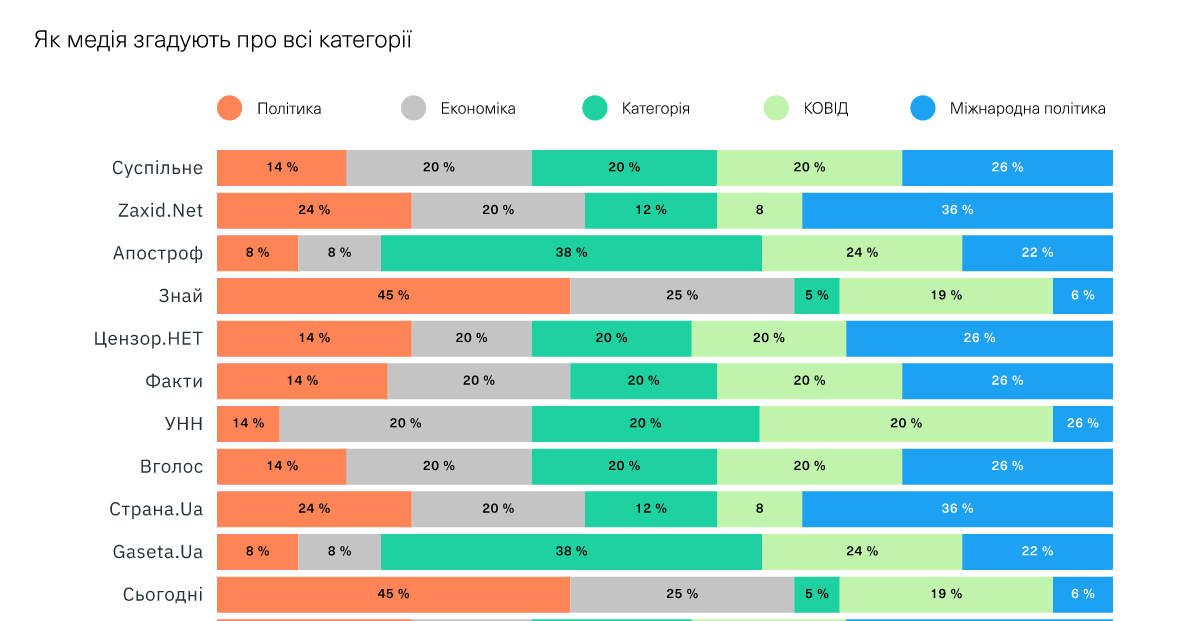 Як медія згадують про всі категорії
Політика Економіка Категорія КОВІД Міжнародна політика
Суспільне 14 % 20 % 20 % 20 % 26 %
Zaxid.Net 24 % 20 % 12 % 8 36 %
Апостроф 8 % 8 % 38 % 24 % 22 %
Знай 45 % 25 % 5 % 19 % 6 %
Цензор.НЕТ 14 % 20 % 20 % 20 % 26 %
Факти 14 % 20 % 20 % 20 % 26 %
УНН 14 % 20 % 20 % 20 % 26 %
Вголос 14 % 20 % 20 % 20 % 26 %
Страна.Ua 24 % 20 % 12 % 8 36 %
Gaseta.Ua 8 % 8 % 38 % 24 % 22 %
Сьогодні 45 % 25 % 5 % 19 % 6 %